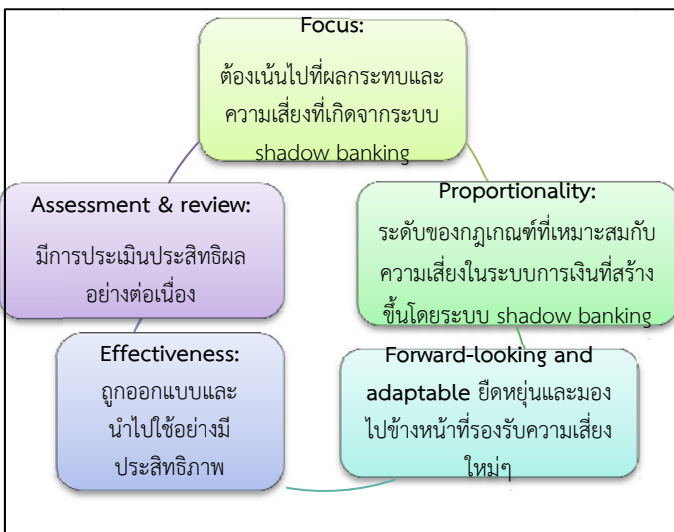 Focus:
ต้องเน้นไปที่ผลกระทบและ
ความเสี่ยงที่เกิดจากระบบ
shadow banking
Proportionality:
ระดับของกฎเกณฑ์ที่เหมาะสมกับ
ความเสี่ยงในระบบการเงินที่สร้าง
ขึ้นโดยระบบ shadow banking
Forward-looking and
adaptable ยืดหยุ่นและมอง
ไปข้างหน้าที่รองรับความเสี่ยง
ใหม่ๆ
Effectiveness:
ถูกออกแบบและ
นำไปใช้อย่างมี
ประสิทธิภาพ
Assessment & review:
มีการประเมินประสิทธิผล
อย่างต่อเนื่อง